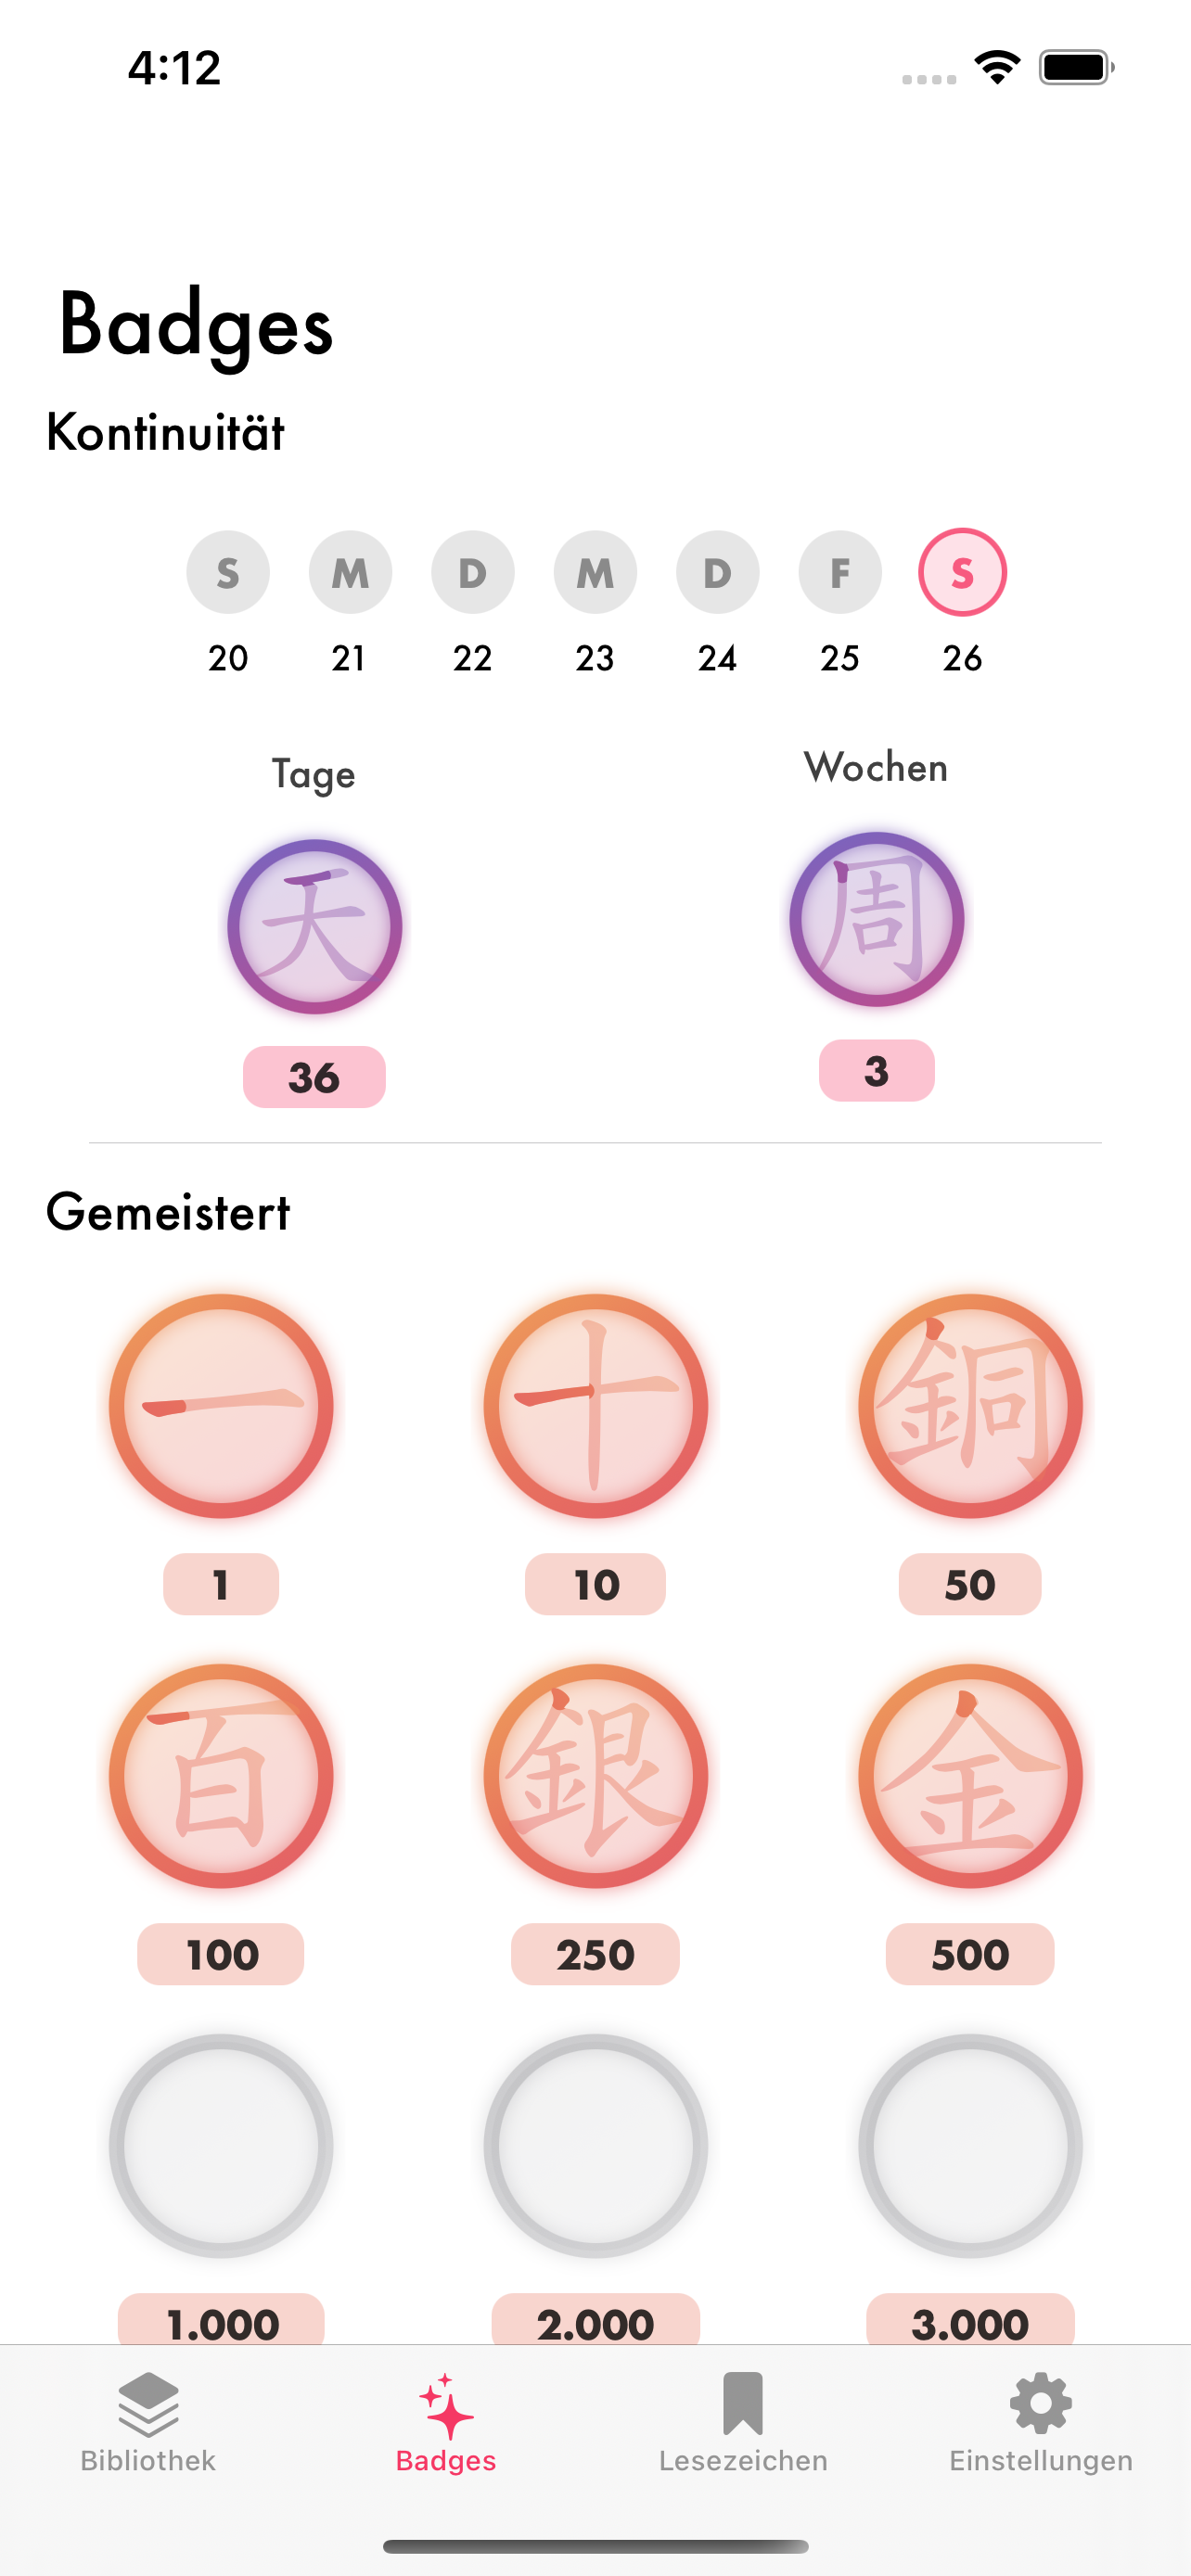 4:12
Badges
Kontinuität
S M D M D F S
20 21 22 23 24 25 26
Tage Wochen
天 周
36 3
Gemeistert
一 十 銅
1 10 50
百 銀 金
100 250 500
1.000 2.000 3.000
Bibliothek Badges Lesezeichen Einstellungen